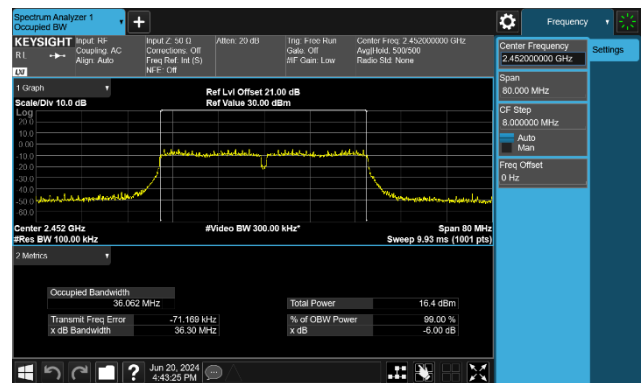 Spectrum Analyzer 1
Occupied BW
Frequency
KEYSIGHT
Input: RF
Coupling: AC
Align: Auto
Input Z: 50 Ω
Corrections: Off
Freq Ref: Int (S)
NFE: Off
Atten: 20 dB
Trig: Free Run
Gate: Off
#IF Gain: Low
Center Freq: 2.452000000 GHz
Avg|Hold: 500/500
Radio Std: None
RL
LXI
Center Frequency
2.452000000 GHz
Settings
Span
80.000 MHz
CF Step
8.000000 MHz
Auto
Man
Freq Offset
0 Hz
1 Graph
Scale/Div 10.0 dB
Ref Lvl Offset 21.00 dB
Ref Value 30.00 dBm
Log
20.0
10.0
0.00
-10.0
-20.0
-30.0
-40.0
-50.0
-60.0
Center 2.452 GHz
#Res BW 100.00 kHz
#Video BW 300.00 kHz*
Span 80 MHz
Sweep 9.93 ms (1001 pts)
2 Metrics
Occupied Bandwidth
36.062 MHz
Total Power 16.4 dBm
Transmit Freq Error -71.169 kHz
% of OBW Power 99.00 %
x dB Bandwidth 36.30 MHz
x dB -6.00 dB
?
Jun 20, 2024
4:43:25 PM